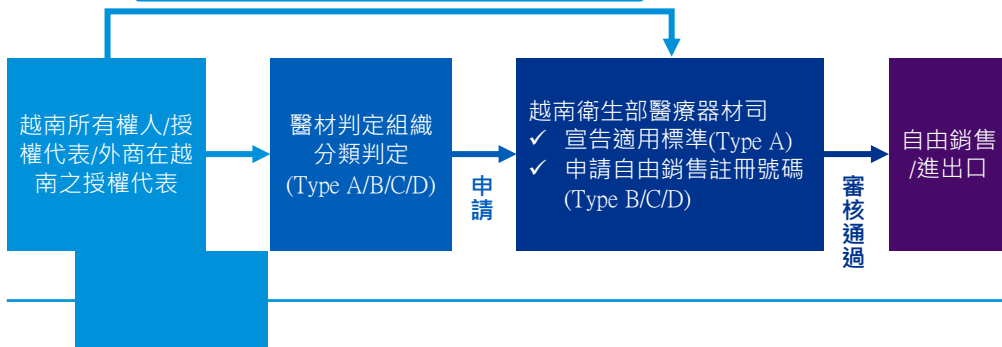 越南所有權人/授
權代表/外商在越
南之授權代表
醫材判定組織
分類判定
(Type A/B/C/D)
申請
越南衛生部醫療器材司
✓ 宣告適用標準(Type A)
✓ 申請自由銷售註冊號碼
(Type B/C/D)
審核通過
自由銷售
/進出口